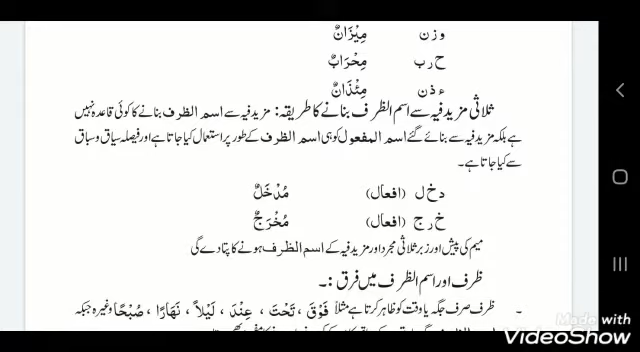 و ز ن مِيْزَانٌ
ح ر ب مِحْرَابٌ
ء ذ ن مِئْذَانٌ
ثلاثی مزید فیہ سے اسم الظرف بنانے کا طریقہ: مزید فیہ سے اسم الظرف بنانے کا کوئی قاعدہ نہیں
ہے بلکہ مزید فیہ سے بنائے گئے اسم المفعول کو ہی اسم الظرف کے طور پر استعمال کیا جاتا ہے اور فیصلہ سیاق و سباق
سے کیا جاتا ہے۔
د خ ل (افعال) مُدْخَلٌ
خ ر ج (افعال) مُخْرَجٌ
میم کی پیش اور زبر ثلاثی مجرد اور مزید فیہ کے اسم الظرف ہونے کا پتا دے گی
ظرف اور اسم الظرف میں فرق :۔
۔ ظرف صرف جگہ یا وقت کو ظاہر کرتا ہے مثلاً فَوْقَ، تَحْتَ، عِنْدَ، لَيْلاً، نَهَارًا، صُبْحًا وغیرہ جبکہ
Made with
VideoShow